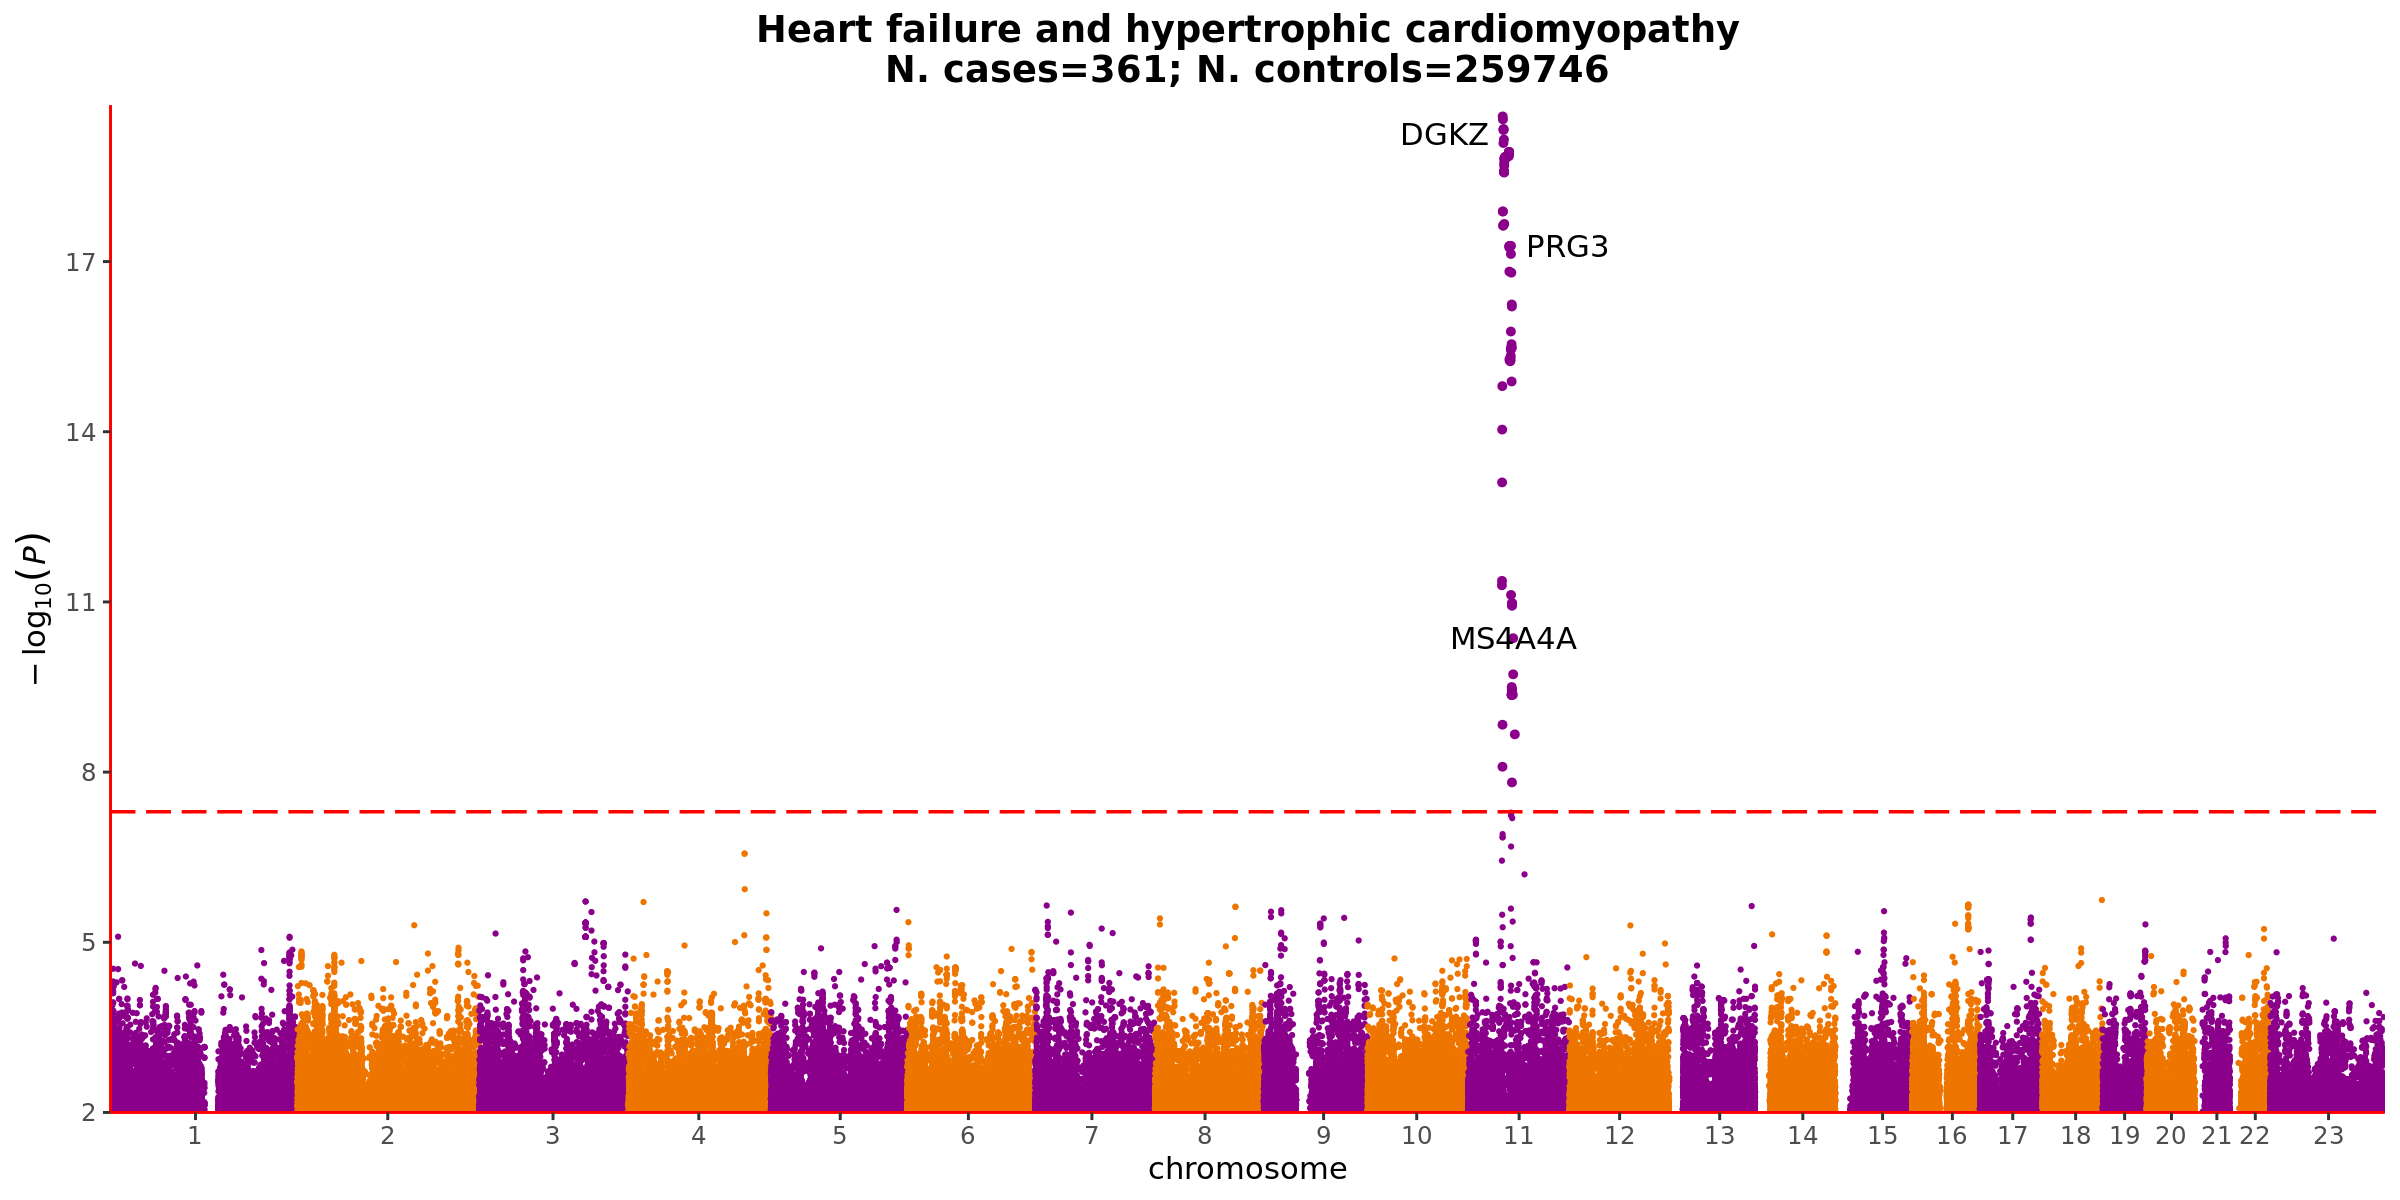 Heart failure and hypertrophic cardiomyopathy
N. cases=361; N. controls=259746
DGKZ
PRG3
MS4A4A
17
14
11
8
5
2
−log10(P)
1 2 3 4 5 6 7 8 9 10 11 12 13 14 15 16 17 18 19 20 21 22 23
chromosome